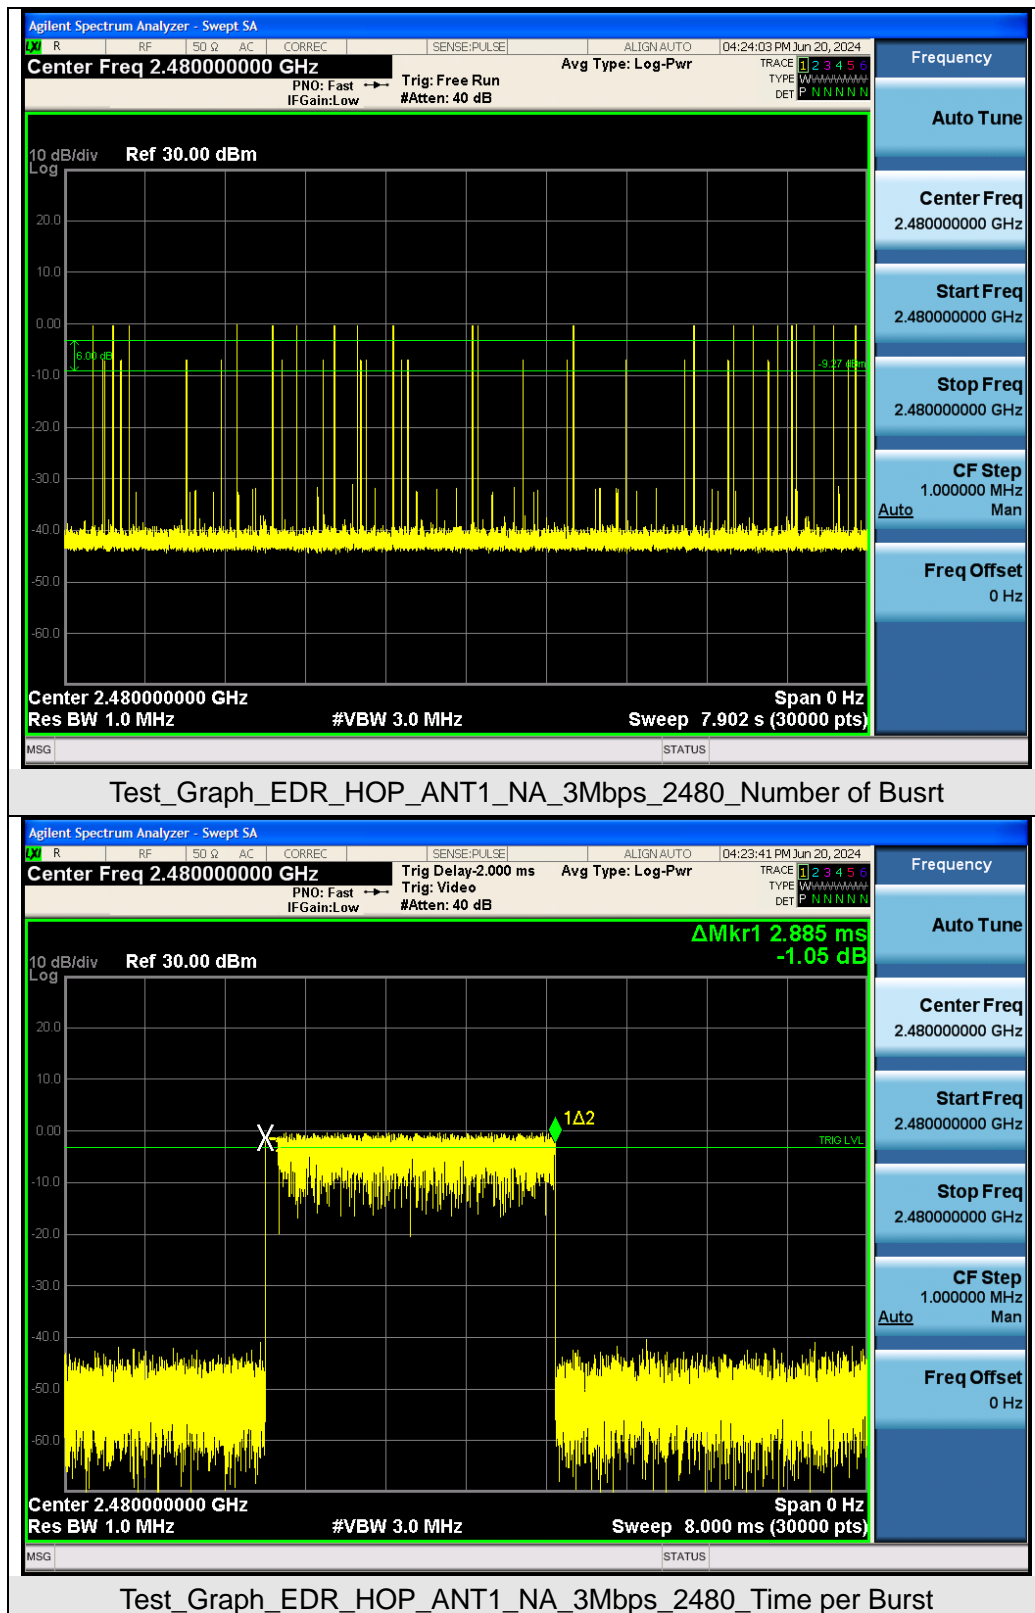 Agilent Spectrum Analyzer - Swept SA
LXI R RF 50 Ω AC CORREC SENSE:PULSE ALIGN AUTO 04:24:03 PM Jun 20, 2024
Center Freq 2.480000000 GHz
PNO: Fast
IFGain:Low
Trig: Free Run
#Atten: 40 dB
Avg Type: Log-Pwr
TRACE 1 2 3 4 5 6
TYPE W
DET P N N N N N
10 dB/div Ref 30.00 dBm
Log
20.0
10.0
0.00
6.00 dB
-9.27 dBm
-10.0
-20.0
-30.0
-40.0
-50.0
-60.0
Center 2.480000000 GHz Span 0 Hz
Res BW 1.0 MHz #VBW 3.0 MHz Sweep 7.902 s (30000 pts)
MSG STATUS
Frequency
Auto Tune
Center Freq
2.480000000 GHz
Start Freq
2.480000000 GHz
Stop Freq
2.480000000 GHz
CF Step
1.000000 MHz
Auto Man
Freq Offset
0 Hz
Test_Graph_EDR_HOP_ANT1_NA_3Mbps_2480_Number of Busrt
Agilent Spectrum Analyzer - Swept SA
LXI R RF 50 Ω AC CORREC SENSE:PULSE ALIGN AUTO 04:23:41 PM Jun 20, 2024
Center Freq 2.480000000 GHz
PNO: Fast
IFGain:Low
Trig Delay-2.000 ms
Trig: Video
#Atten: 40 dB
Avg Type: Log-Pwr
TRACE 1 2 3 4 5 6
TYPE W
DET P N N N N N
ΔMkr1 2.885 ms
-1.05 dB
10 dB/div Ref 30.00 dBm
Log
20.0
10.0
0.00
1Δ2
TRIG LVL
-10.0
-20.0
-30.0
-40.0
-50.0
-60.0
Center 2.480000000 GHz Span 0 Hz
Res BW 1.0 MHz #VBW 3.0 MHz Sweep 8.000 ms (30000 pts)
MSG STATUS
Frequency
Auto Tune
Center Freq
2.480000000 GHz
Start Freq
2.480000000 GHz
Stop Freq
2.480000000 GHz
CF Step
1.000000 MHz
Auto Man
Freq Offset
0 Hz
Test_Graph_EDR_HOP_ANT1_NA_3Mbps_2480_Time per Burst